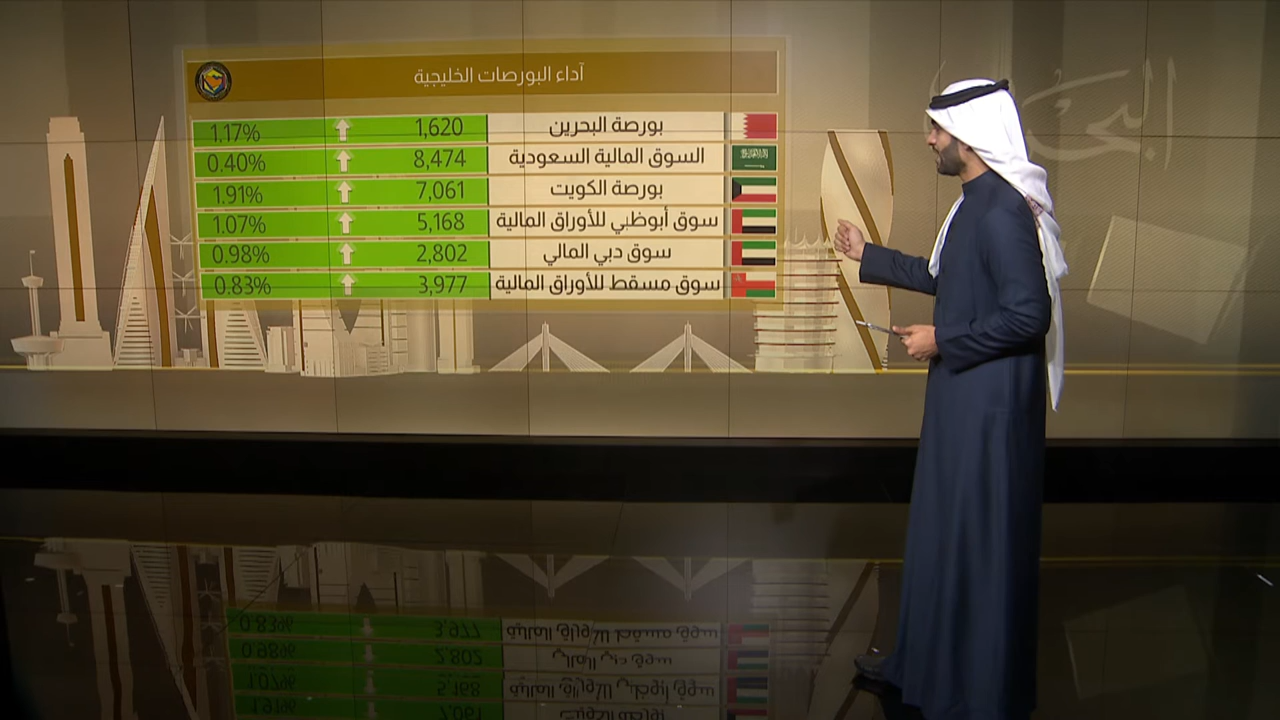 آداء البورصات الخليجية
بورصة البحرين 1,620 1.17%
السوق المالية السعودية 8,474 0.40%
بورصة الكويت 7,061 1.91%
سوق أبوظبي للأوراق المالية 5,168 1.07%
سوق دبي المالي 2,802 0.98%
سوق مسقط للأوراق المالية 3,977 0.83%